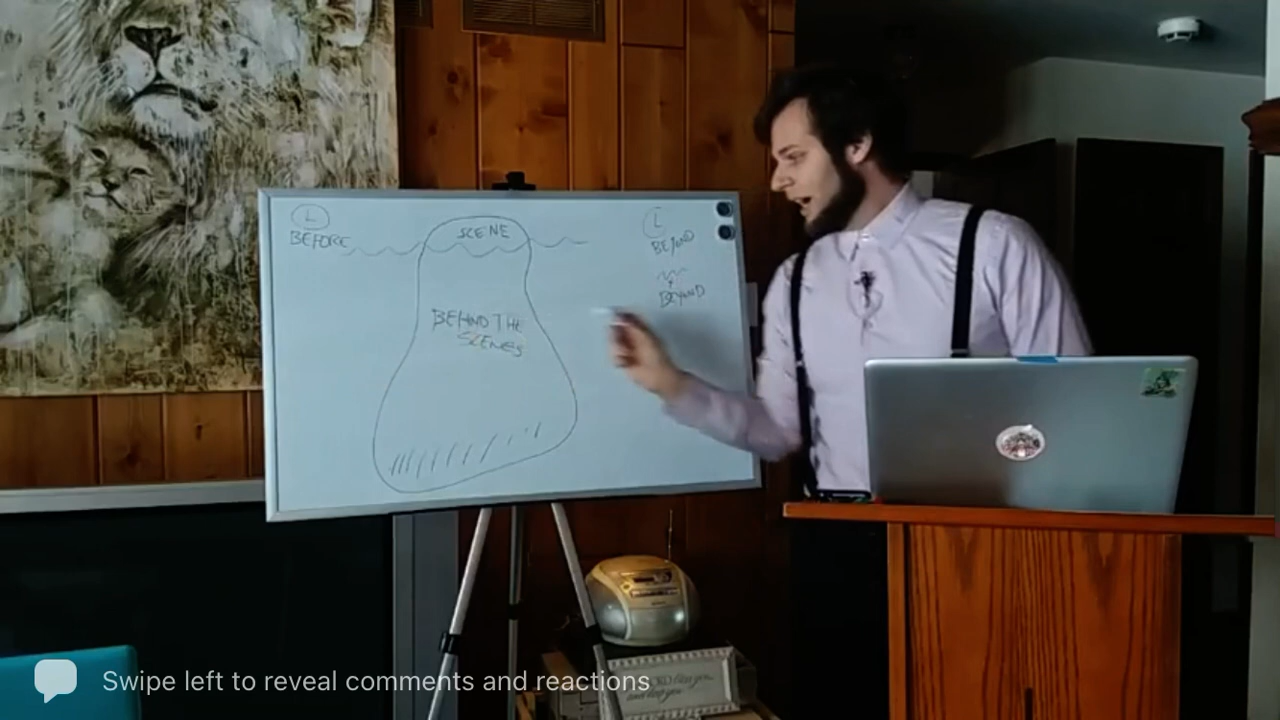 L
BEFORE
SCENE
L
BEYOND
BEYOND
BEHIND THE
SCENES
Swipe left to reveal comments and reactions